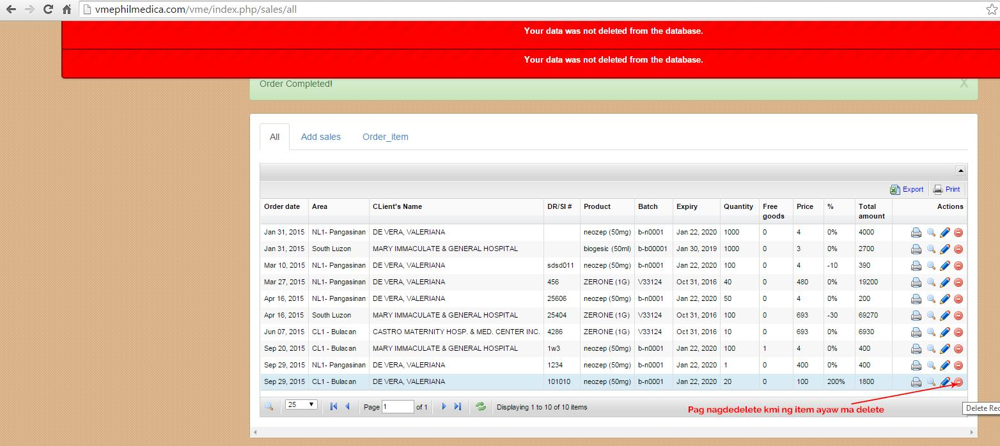 vmephilmedica.com/vme/index.php/sales/all
Your data was not deleted from the database.
Your data was not deleted from the database.
Order Completed!
X
All Add sales Order_item
Export Print
Order date Area CLient's Name DR/SI # Product Batch Expiry Quantity Free goods Price % Total amount Actions
Jan 31, 2015 NL1- Pangasinan DE VERA, VALERIANA neozep (50mg) b-n0001 Jan 22, 2020 1000 0 4 0% 4000
Jan 31, 2015 South Luzon MARY IMMACULATE & GENERAL HOSPITAL biogesic (50ml) b-b00001 Jan 30, 2019 1000 0 3 0% 2700
Mar 10, 2015 NL1- Pangasinan DE VERA, VALERIANA sdsd011 neozep (50mg) b-n0001 Jan 22, 2020 100 0 4 -10 390
Mar 27, 2015 NL1- Pangasinan DE VERA, VALERIANA 456 ZERONE (1G) V33124 Oct 31, 2016 40 0 480 0% 19200
Apr 16, 2015 NL1- Pangasinan DE VERA, VALERIANA 25606 neozep (50mg) b-n0001 Jan 22, 2020 50 0 4 0% 200
Apr 16, 2015 South Luzon MARY IMMACULATE & GENERAL HOSPITAL 25404 ZERONE (1G) V33124 Oct 31, 2016 100 0 693 -30 69270
Jun 07, 2015 CL1 - Bulacan CASTRO MATERNITY HOSP. & MED. CENTER INC. 4286 ZERONE (1G) V33124 Oct 31, 2016 10 0 693 0% 6930
Sep 20, 2015 CL1 - Bulacan MARY IMMACULATE & GENERAL HOSPITAL 1w3 neozep (50mg) b-n0001 Jan 22, 2020 100 1 4 0% 400
Sep 29, 2015 NL1- Pangasinan DE VERA, VALERIANA 1234 neozep (50mg) b-n0001 Jan 22, 2020 1 0 400 0% 400
Sep 29, 2015 CL1 - Bulacan DE VERA, VALERIANA 101010 neozep (50mg) b-n0001 Jan 22, 2020 20 0 100 200% 1800
25 Page 1 of 1 Displaying 1 to 10 of 10 items
Pag nagdedelete kmi ng item ayaw ma delete
Delete Rec